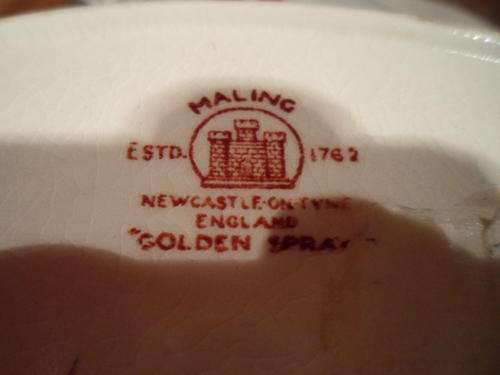 MALING
ESTD. 1762
NEWCASTLE-ON-TYNE
ENGLAND
"GOLDEN SPRAY"